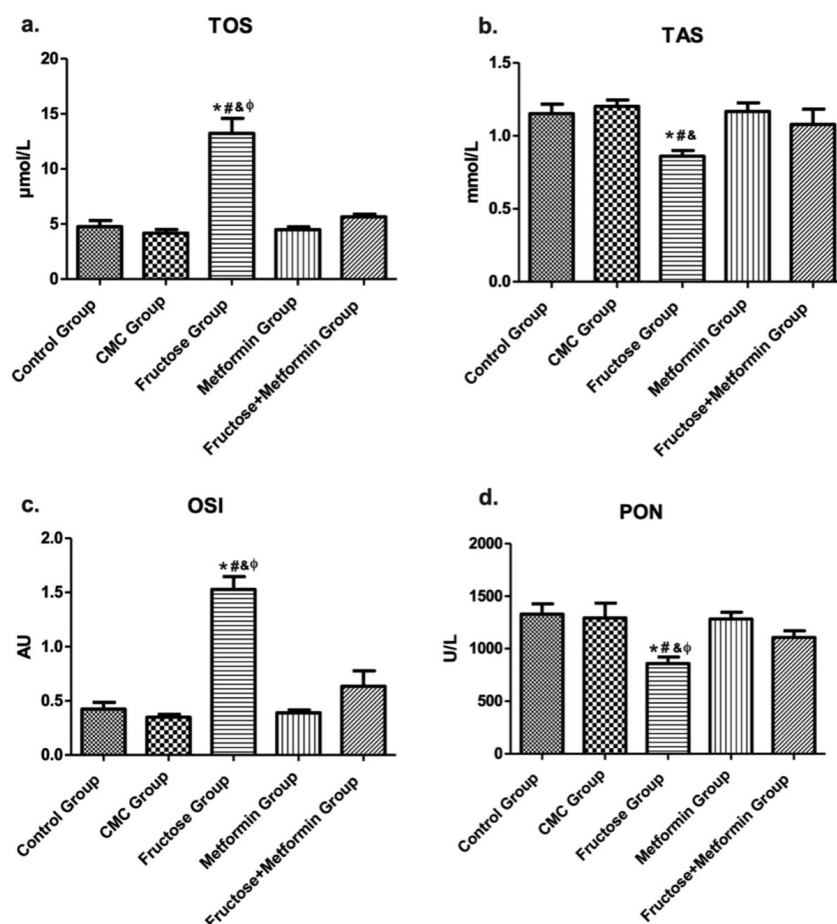 a.
TOS
20
15
10
5
0
µmol/L
*#&ϕ
Control Group
CMC Group
Fructose Group
Metformin Group
Fructose+Metformin Group
b.
TAS
1.5
1.0
0.5
0.0
mmol/L
*#&
Control Group
CMC Group
Fructose Group
Metformin Group
Fructose+Metformin Group
c.
OSI
2.0
1.5
1.0
0.5
0.0
AU
*#&ϕ
Control Group
CMC Group
Fructose Group
Metformin Group
Fructose+Metformin Group
d.
PON
2000
1500
1000
500
0
U/L
*#&ϕ
Control Group
CMC Group
Fructose Group
Metformin Group
Fructose+Metformin Group